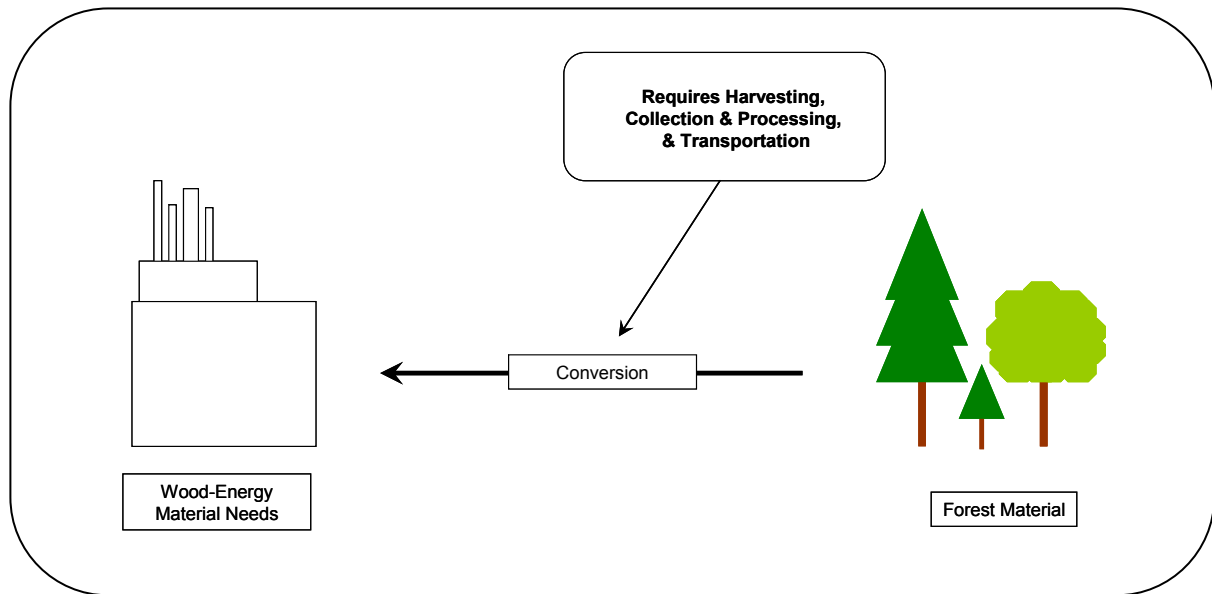 Requires Harvesting,
Collection & Processing,
& Transportation
Conversion
Wood-Energy
Material Needs
Forest Material